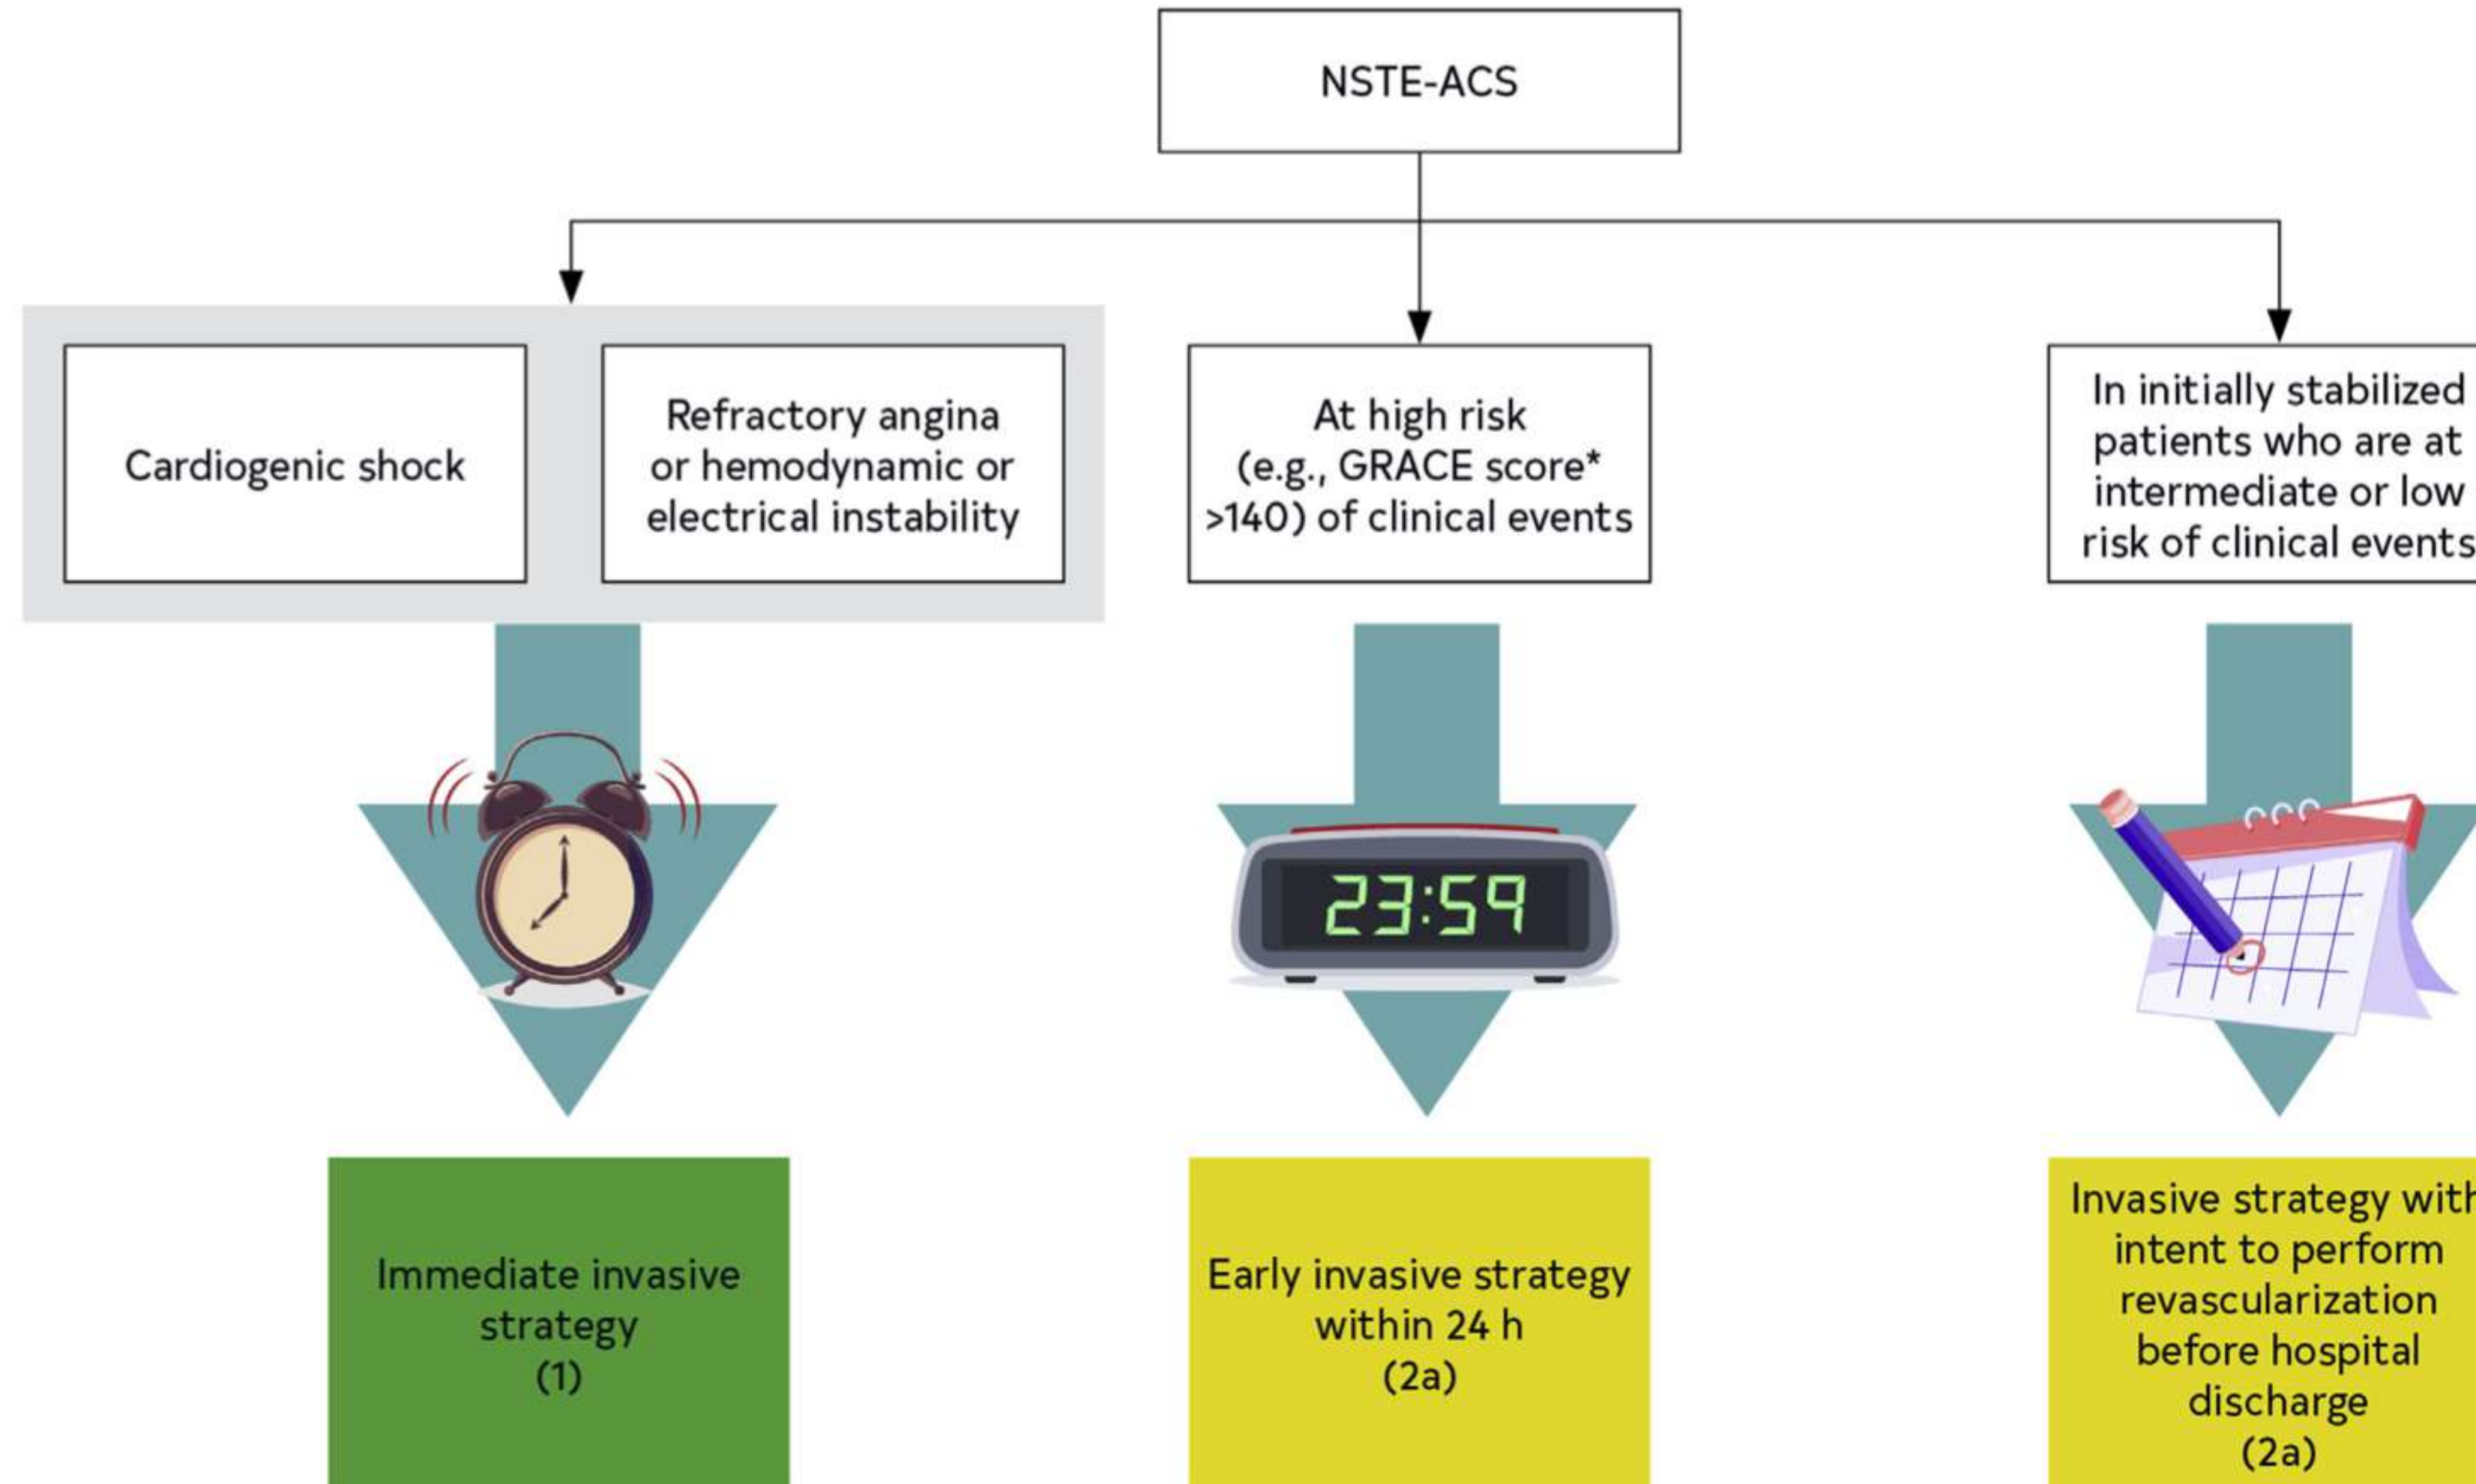 NSTE-ACS
Cardiogenic shock
Refractory angina
or hemodynamic or
electrical instability
At high risk
(e.g., GRACE score*
>140) of clinical events
In initially stabilized
patients who are at
intermediate or low
risk of clinical events
23:59
Immediate invasive
strategy
(1)
Early invasive strategy
within 24 h
(2a)
Invasive strategy with
intent to perform
revascularization
before hospital
discharge
(2a)